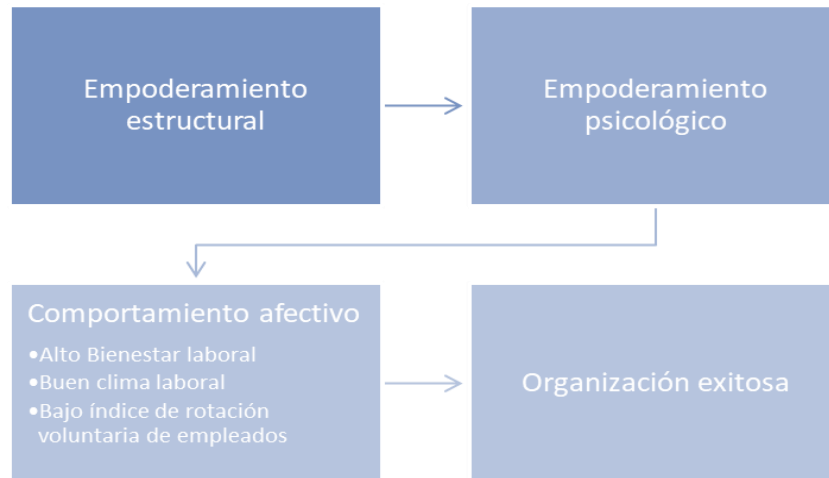 Empoderamiento
estructural
Empoderamiento
psicológico
Comportamiento afectivo
•Alto Bienestar laboral
•Buen clima laboral
•Bajo índice de rotación
voluntaria de empleados
Organización exitosa